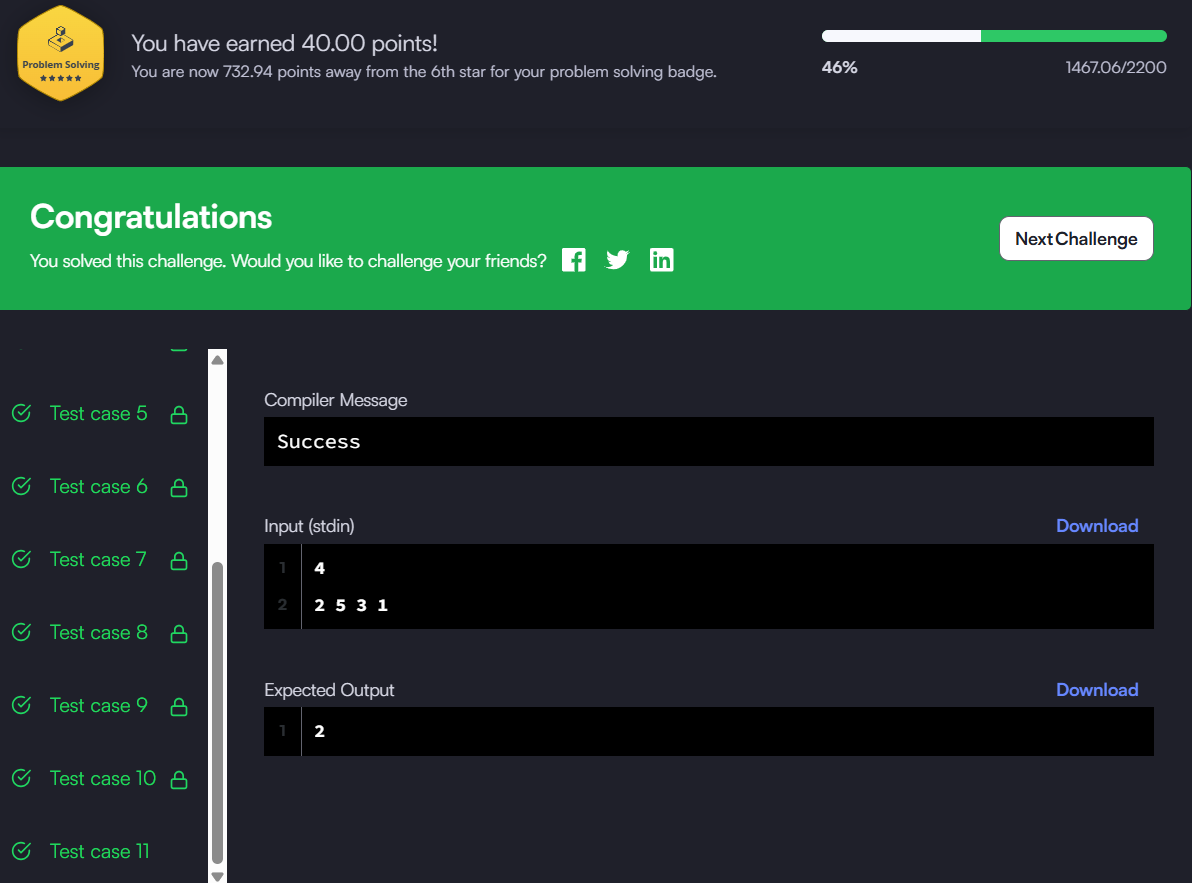 You have earned 40.00 points!
Problem Solving
You are now 732.94 points away from the 6th star for your problem solving badge.
46%
1467.06/2200
Congratulations
You solved this challenge. Would you like to challenge your friends?
Next Challenge
Test case 5
Test case 6
Test case 7
Test case 8
Test case 9
Test case 10
Test case 11
Compiler Message
Success
Input (stdin)
Download
1 4
2 2 5 3 1
Expected Output
Download
1 2